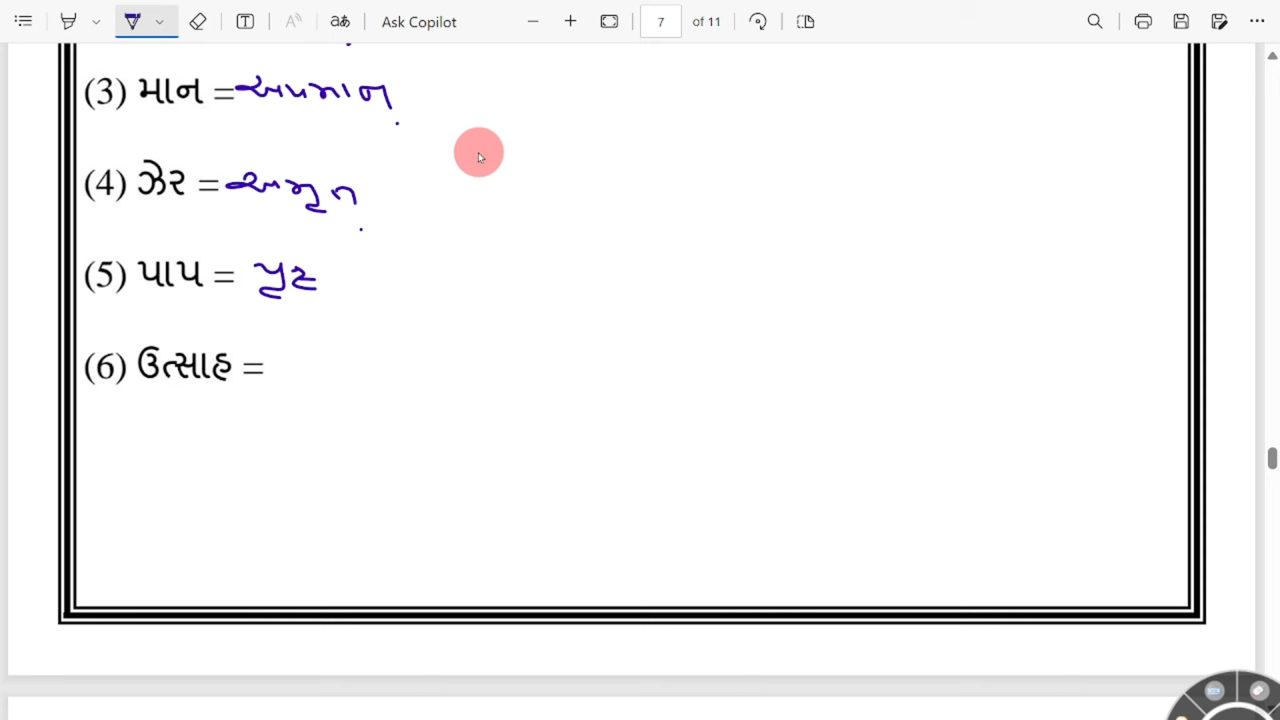 Ask Copilot 7 of 11
(3) માન = અપમાન
(4) ઝેર = અમૃત
(5) પાપ =
(6) ઉત્સાહ =